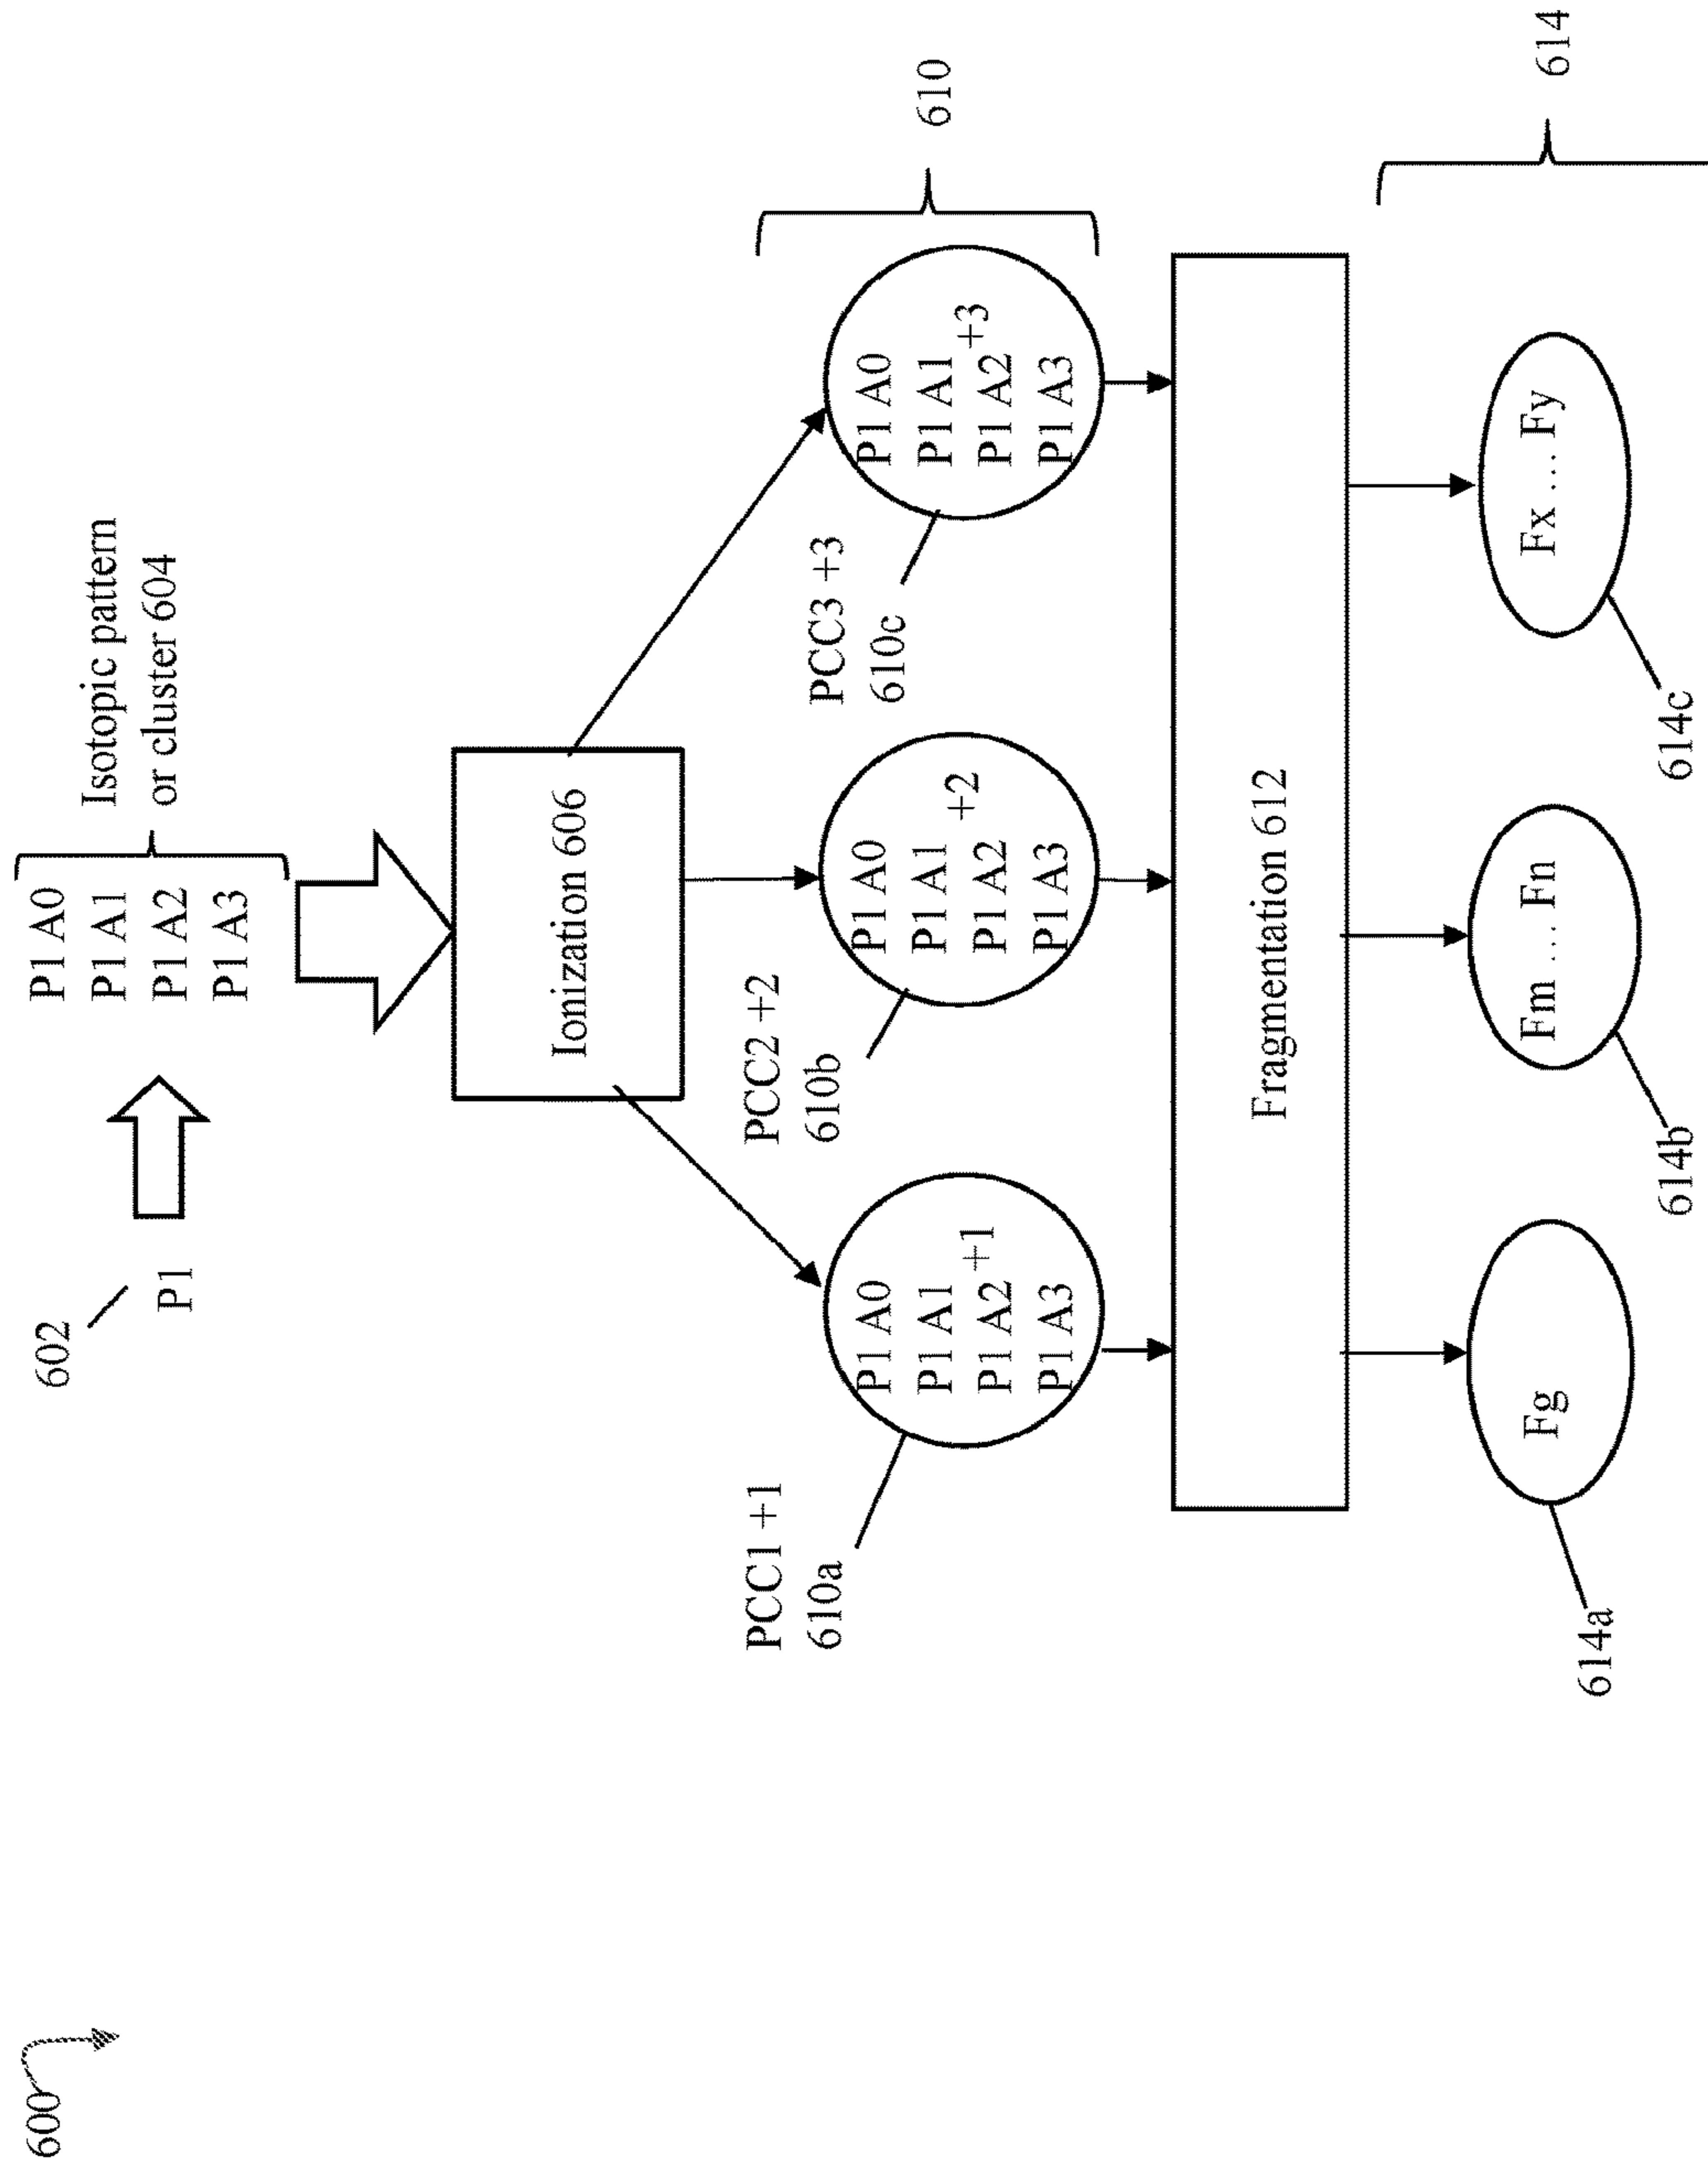 600
602
P1
P1 A0
P1 A1
P1 A2
P1 A3
Isotopic pattern
or cluster 604
Ionization 606
PCC1 +1
610a
P1 A0
P1 A1
P1 A2 +1
P1 A3
PCC2 +2
610b
P1 A0
P1 A1 +2
P1 A2
P1 A3
PCC3 +3
610c
P1 A0
P1 A1 +3
P1 A2
P1 A3
610
Fragmentation 612
Fg
614a
Fm ... Fn
614b
Fx .... Fy
614c
614